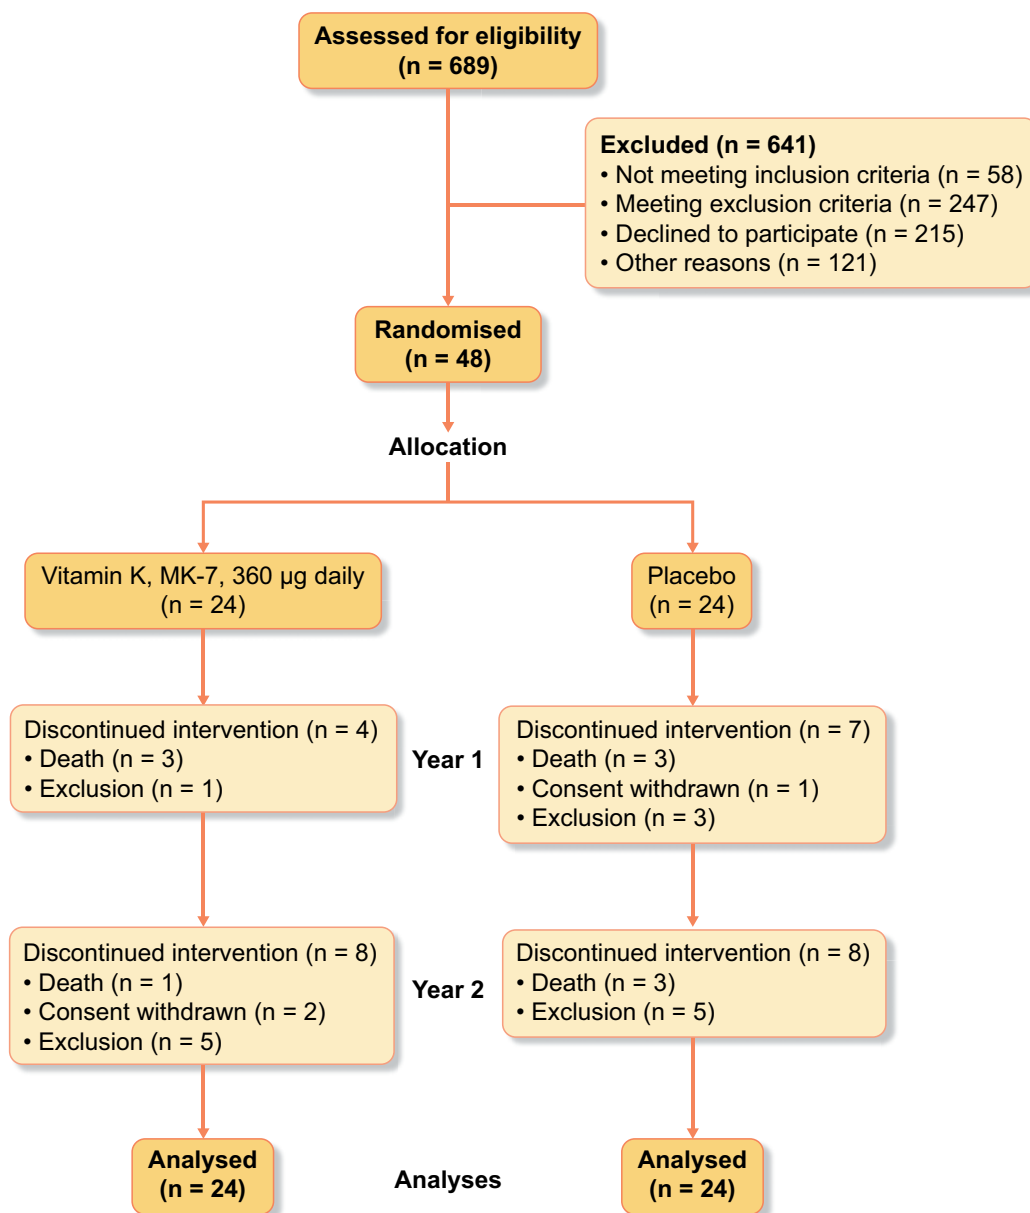 Assessed for eligibility
(n = 689)
Excluded (n = 641)
• Not meeting inclusion criteria (n = 58)
• Meeting exclusion criteria (n = 247)
• Declined to participate (n = 215)
• Other reasons (n = 121)
Randomised
(n = 48)
Allocation
Vitamin K, MK-7, 360 µg daily
(n = 24)
Placebo
(n = 24)
Discontinued intervention (n = 4)
• Death (n = 3)
• Exclusion (n = 1)
Year 1
Discontinued intervention (n = 7)
• Death (n = 3)
• Consent withdrawn (n = 1)
• Exclusion (n = 3)
Discontinued intervention (n = 8)
• Death (n = 1)
• Consent withdrawn (n = 2)
• Exclusion (n = 5)
Year 2
Discontinued intervention (n = 8)
• Death (n = 3)
• Exclusion (n = 5)
Analysed
(n = 24)
Analyses
Analysed
(n = 24)